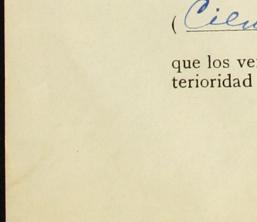 ( Cien
que los ve
terioridad